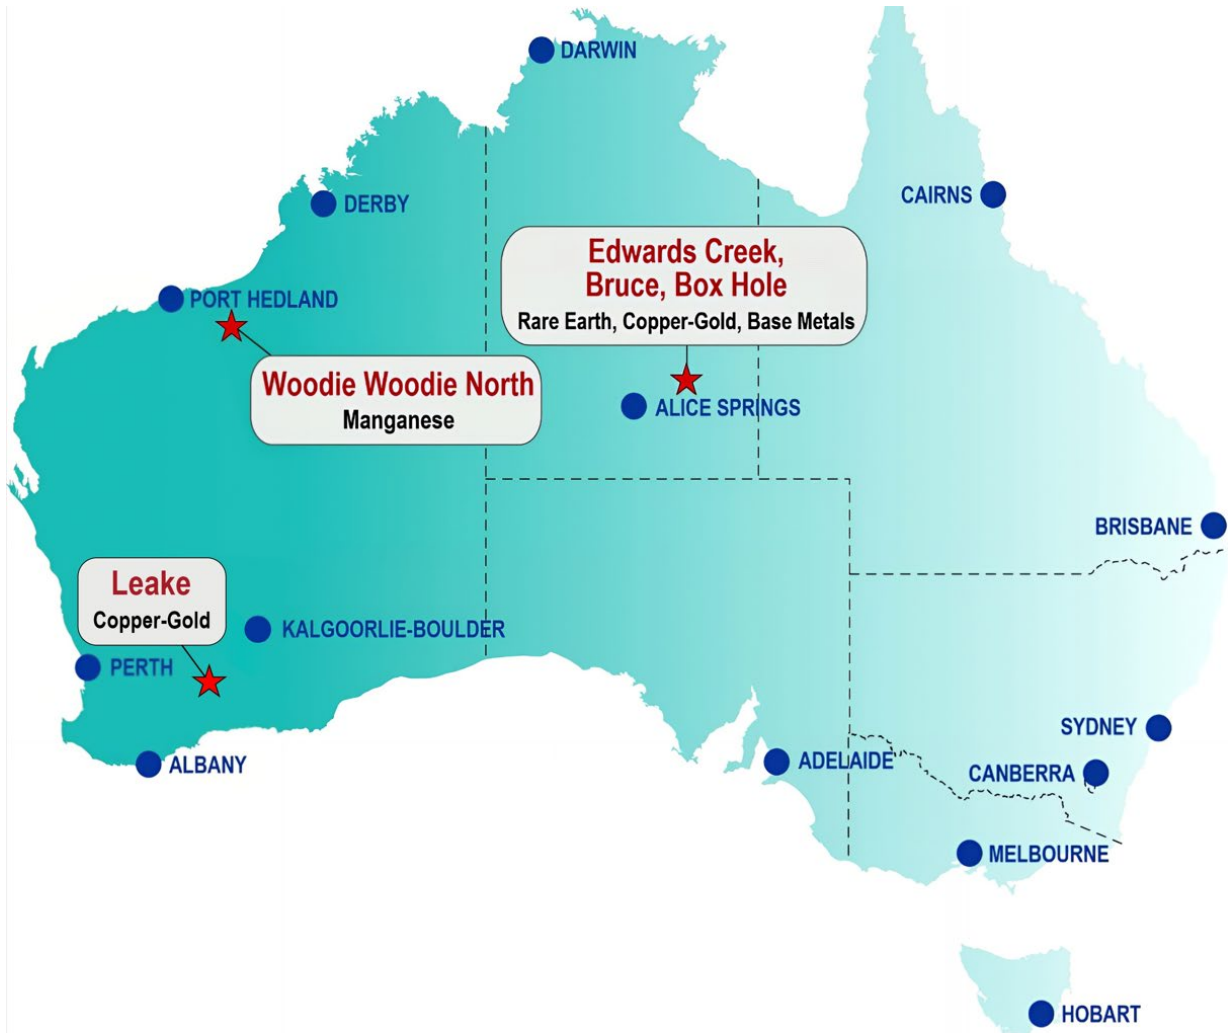 DARWIN
CAIRNS
DERBY
Edwards Creek,
Bruce, Box Hole
Rare Earth, Copper-Gold, Base Metals
PORT HEDLAND
Woodie Woodie North
Manganese
ALICE SPRINGS
BRISBANE
Leake
Copper-Gold
KALGOORLIE-BOULDER
PERTH
SYDNEY
ALBANY
ADELAIDE
CANBERRA
MELBOURNE
HOBART